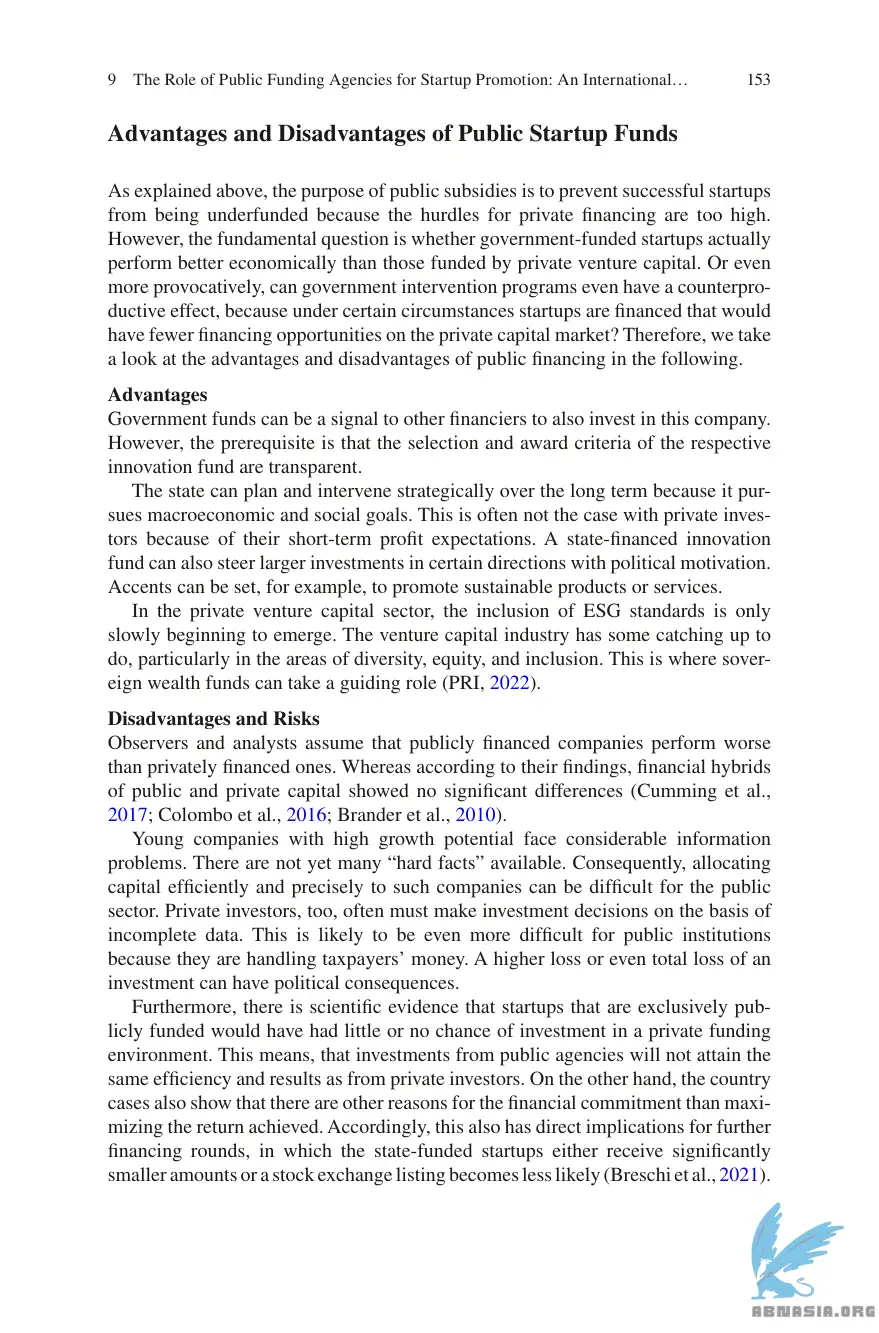 9 The Role of Public Funding Agencies for Startup Promotion: An International… 153
Advantages and Disadvantages of Public Startup Funds
As explained above, the purpose of public subsidies is to prevent successful startups
from being underfunded because the hurdles for private financing are too high.
However, the fundamental question is whether government-funded startups actually
perform better economically than those funded by private venture capital. Or even
more provocatively, can government intervention programs even have a counterpro-
ductive effect, because under certain circumstances startups are financed that would
have fewer financing opportunities on the private capital market? Therefore, we take
a look at the advantages and disadvantages of public financing in the following.
Advantages
Government funds can be a signal to other financiers to also invest in this company.
However, the prerequisite is that the selection and award criteria of the respective
innovation fund are transparent.
The state can plan and intervene strategically over the long term because it pur-
sues macroeconomic and social goals. This is often not the case with private inves-
tors because of their short-term profit expectations. A state-financed innovation
fund can also steer larger investments in certain directions with political motivation.
Accents can be set, for example, to promote sustainable products or services.
In the private venture capital sector, the inclusion of ESG standards is only
slowly beginning to emerge. The venture capital industry has some catching up to
do, particularly in the areas of diversity, equity, and inclusion. This is where sover-
eign wealth funds can take a guiding role (PRI, 2022).
Disadvantages and Risks
Observers and analysts assume that publicly financed companies perform worse
than privately financed ones. Whereas according to their findings, financial hybrids
of public and private capital showed no significant differences (Cumming et al.,
2017; Colombo et al., 2016; Brander et al., 2010).
Young companies with high growth potential face considerable information
problems. There are not yet many “hard facts” available. Consequently, allocating
capital efficiently and precisely to such companies can be difficult for the public
sector. Private investors, too, often must make investment decisions on the basis of
incomplete data. This is likely to be even more difficult for public institutions
because they are handling taxpayers’ money. A higher loss or even total loss of an
investment can have political consequences.
Furthermore, there is scientific evidence that startups that are exclusively pub-
licly funded would have had little or no chance of investment in a private funding
environment. This means, that investments from public agencies will not attain the
same efficiency and results as from private investors. On the other hand, the country
cases also show that there are other reasons for the financial commitment than maxi-
mizing the return achieved. Accordingly, this also has direct implications for further
financing rounds, in which the state-funded startups either receive significantly
smaller amounts or a stock exchange listing becomes less likely (Breschi et al., 2021).
ABNASIA.ORG